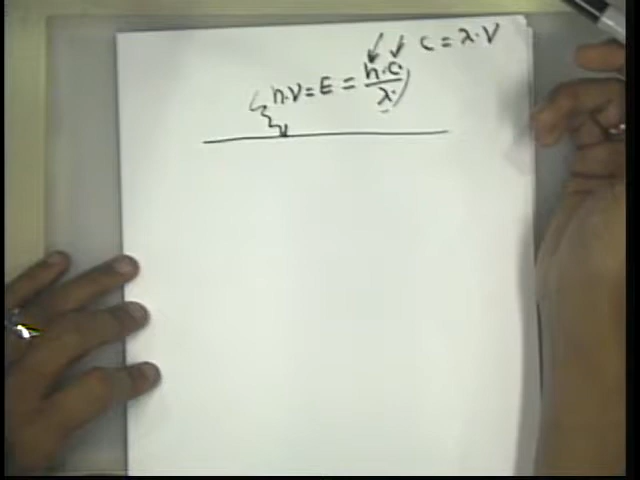 c = λ·ν
h·ν = E = h·c/λ